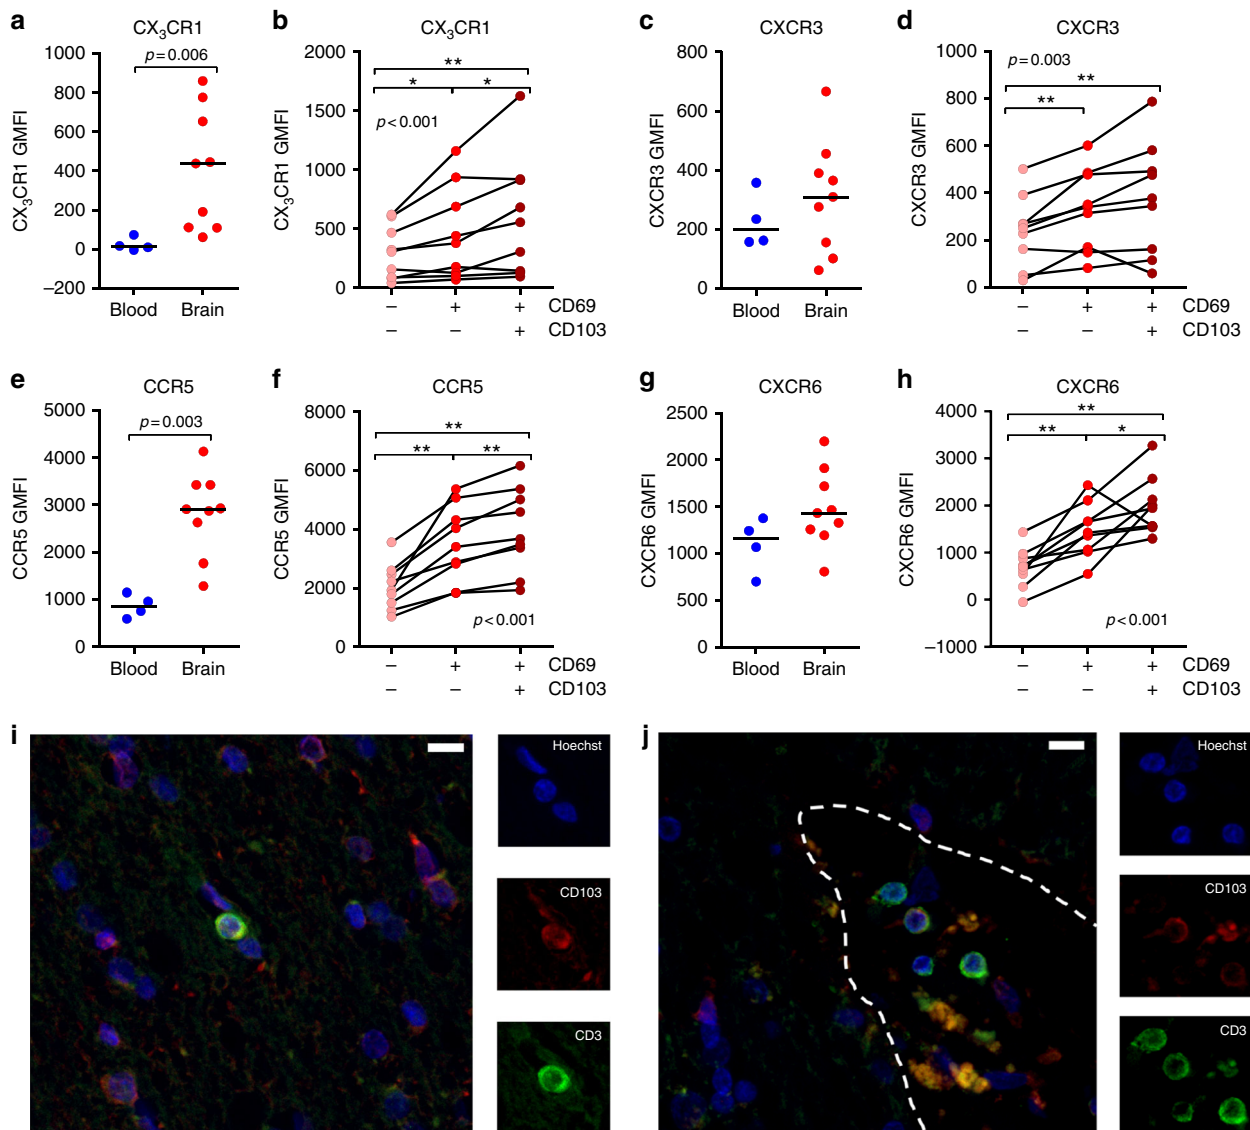 a
CX3CR1
p=0.006
CX3CR1 GMFI
1000
800
600
400
200
0
−200
Blood Brain
b
CX3CR1
**
* *
p<0.001
CX3CR1 GMFI
2000
1500
1000
500
0
− + + CD69
− − + CD103
c
CXCR3
CXCR3 GMFI
800
600
400
200
0
Blood Brain
d
CXCR3
p=0.003
**
**
CXCR3 GMFI
1000
800
600
400
200
0
− + + CD69
− − + CD103
e
CCR5
p=0.003
CCR5 GMFI
5000
4000
3000
2000
1000
0
Blood Brain
f
CCR5
**
** **
p<0.001
CCR5 GMFI
8000
6000
4000
2000
0
− + + CD69
− − + CD103
g
CXCR6
CXCR6 GMFI
2500
2000
1500
1000
500
0
Blood Brain
h
CXCR6
**
** *
p<0.001
CXCR6 GMFI
4000
3000
2000
1000
0
−1000
− + + CD69
− − + CD103
i
Hoechst
CD103
CD3
j
Hoechst
CD103
CD3